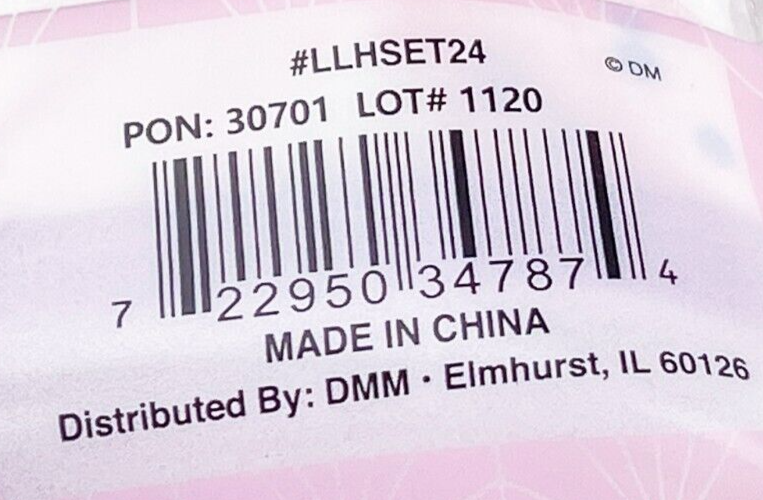 #LLHSET24
© DM
PON: 30701 LOT# 1120
7 22950 34787 4
MADE IN CHINA
Distributed By: DMM · Elmhurst, IL 60126